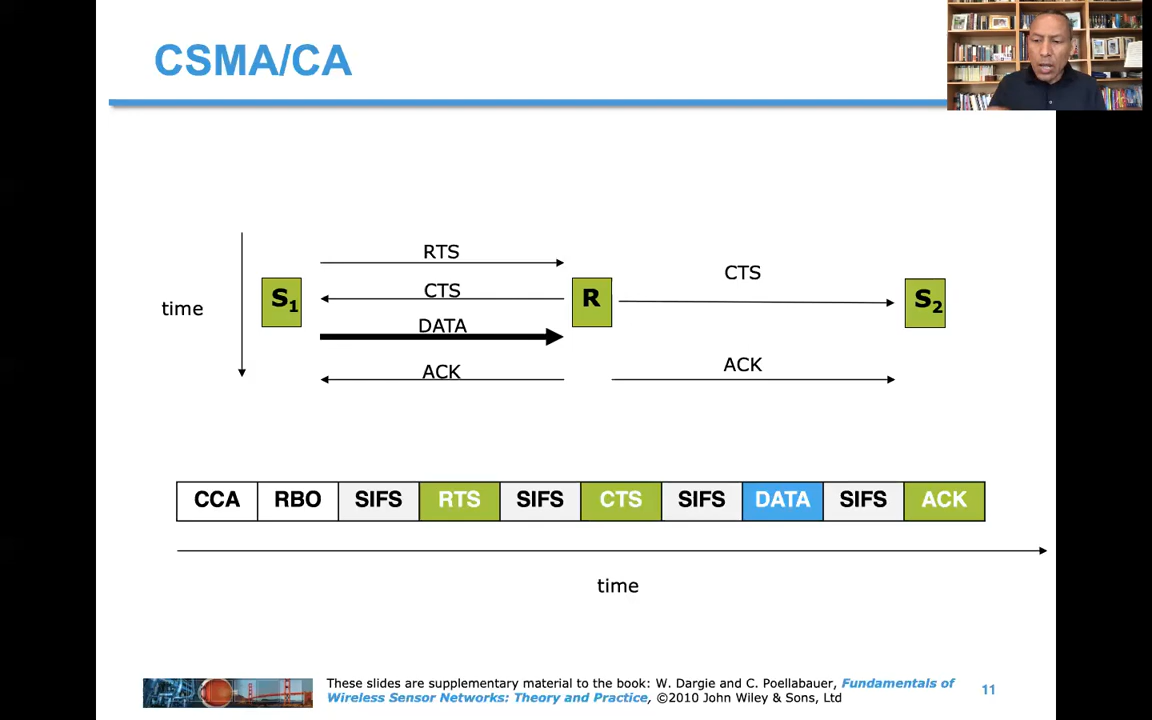 CSMA/CA
RTS
CTS
CTS
time
S1
R
S2
DATA
ACK
ACK
CCA RBO SIFS RTS SIFS CTS SIFS DATA SIFS ACK
time
These slides are supplementary material to the book: W. Dargie and C. Poellabauer, Fundamentals of
Wireless Sensor Networks: Theory and Practice, ©2010 John Wiley & Sons, Ltd
11